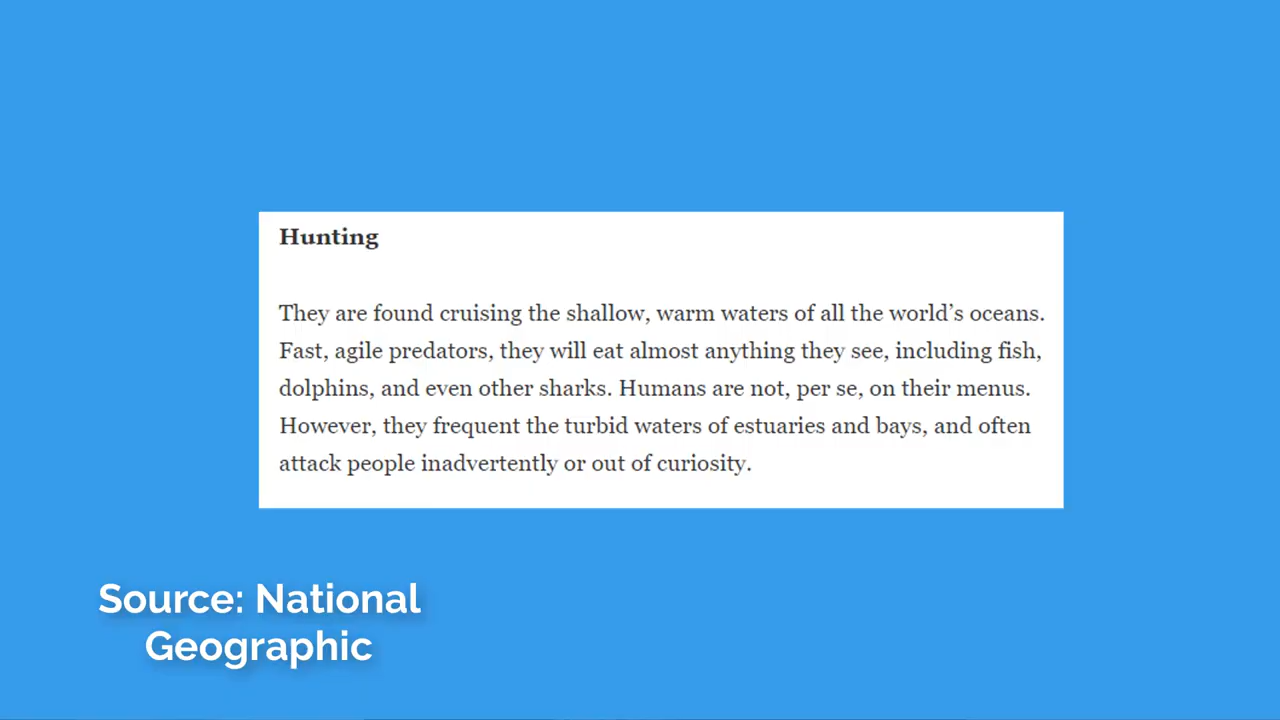 Hunting
They are found cruising the shallow, warm waters of all the world’s oceans.
Fast, agile predators, they will eat almost anything they see, including fish,
dolphins, and even other sharks. Humans are not, per se, on their menus.
However, they frequent the turbid waters of estuaries and bays, and often
attack people inadvertently or out of curiosity.
Source: National
Geographic